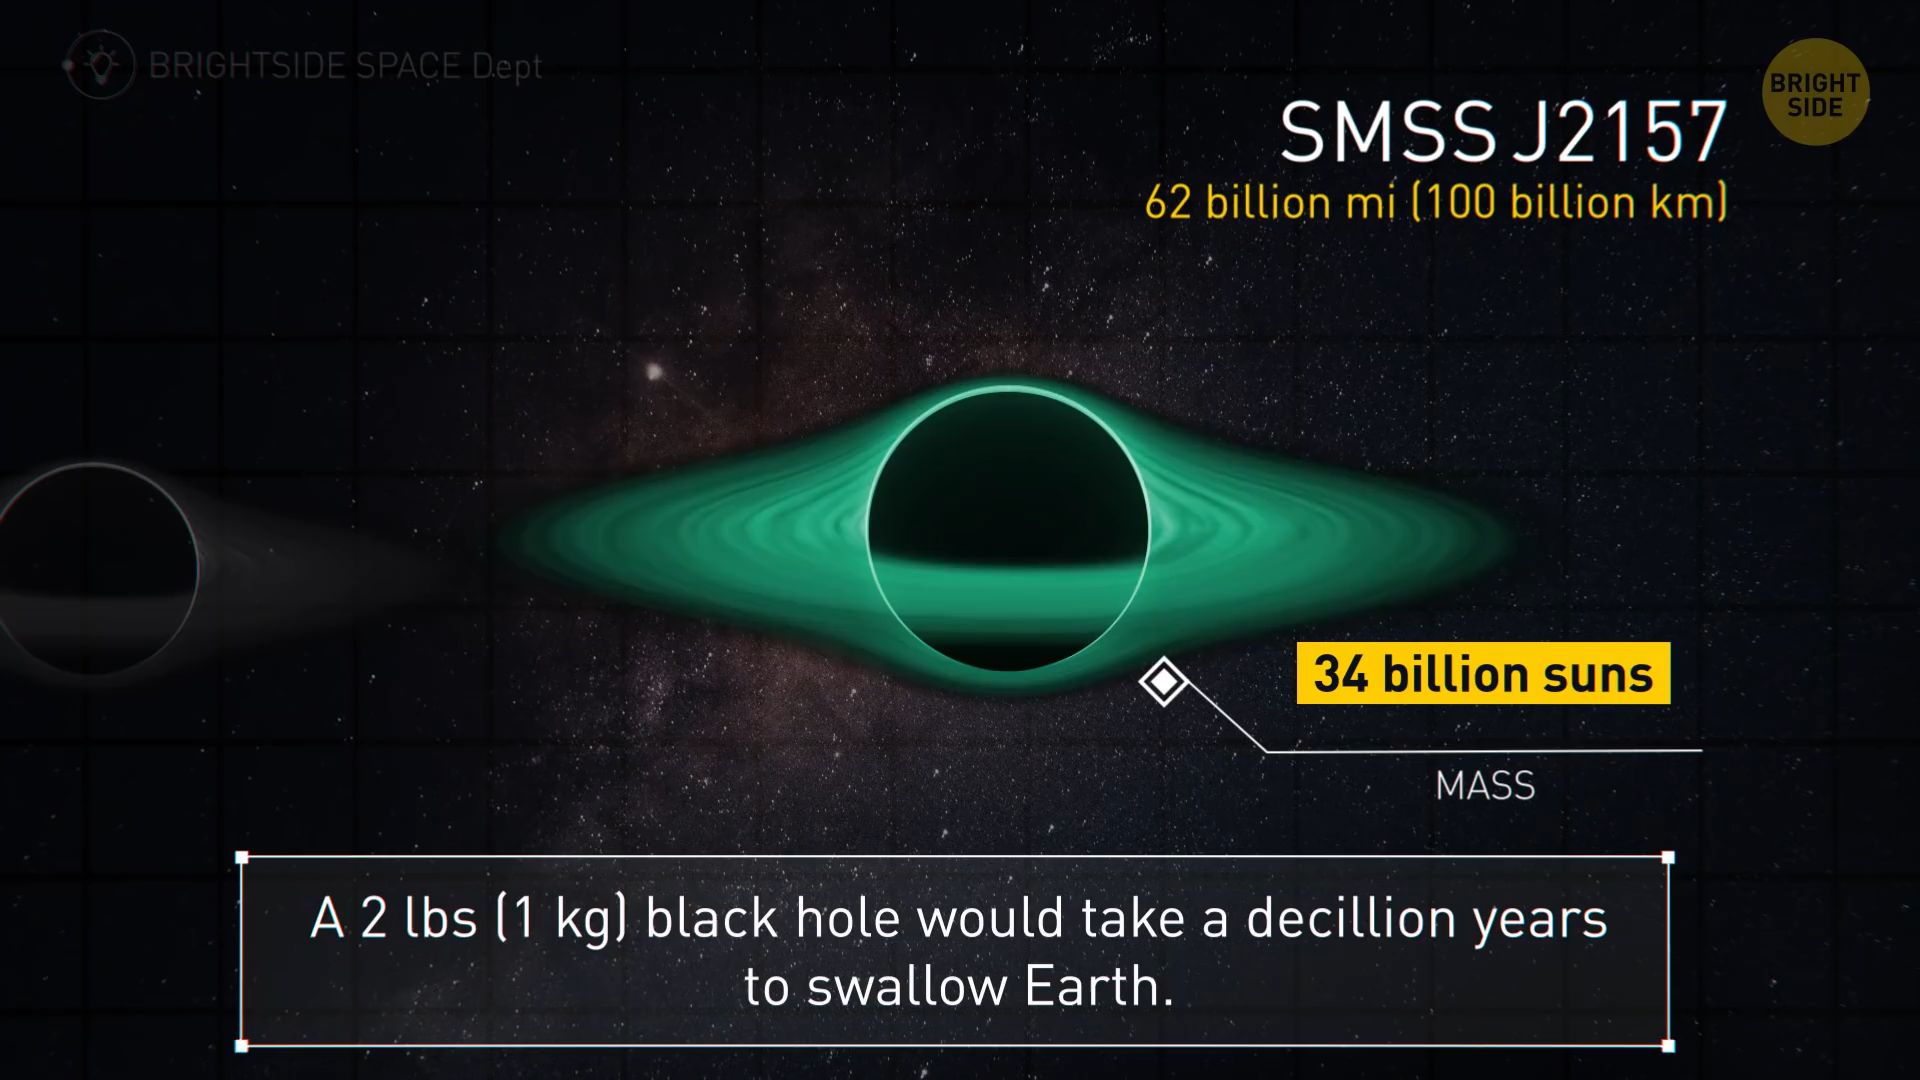 BRIGHTSIDE SPACE Dept
BRIGHT
SIDE
SMSS J2157
62 billion mi (100 billion km)
34 billion suns
MASS
A 2 lbs (1 kg) black hole would take a decillion years
to swallow Earth.